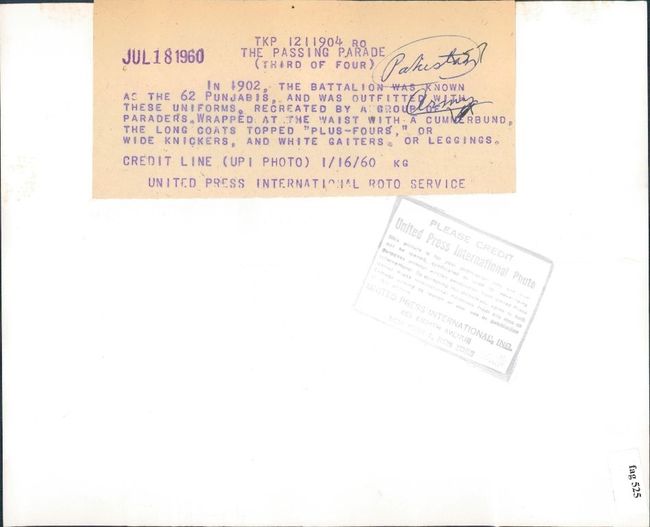 JUL 18 1960
TKP 1211904 RO
THE PASSING PARADE
(THIRD OF FOUR)
Pakistan
Army
IN 1902, THE BATTALION WAS KNOWN
AS THE 62 PUNJABIS, AND WAS OUTFITTED WITH
THESE UNIFORMS, RECREATED BY A GROUP OF
PARADERS. WRAPPED AT THE WAIST WITH A CUMMERBUND,
THE LONG COATS TOPPED "PLUS-FOURS," OR
WIDE KNICKERS, AND WHITE GAITERS, OR LEGGINGS.
CREDIT LINE (UPI PHOTO) 1/16/60 KG
UNITED PRESS INTERNATIONAL ROTO SERVICE
PLEASE CREDIT
United Press International Photo
UNITED PRESS INTERNATIONAL, INC.
NEW YORK
fag 525